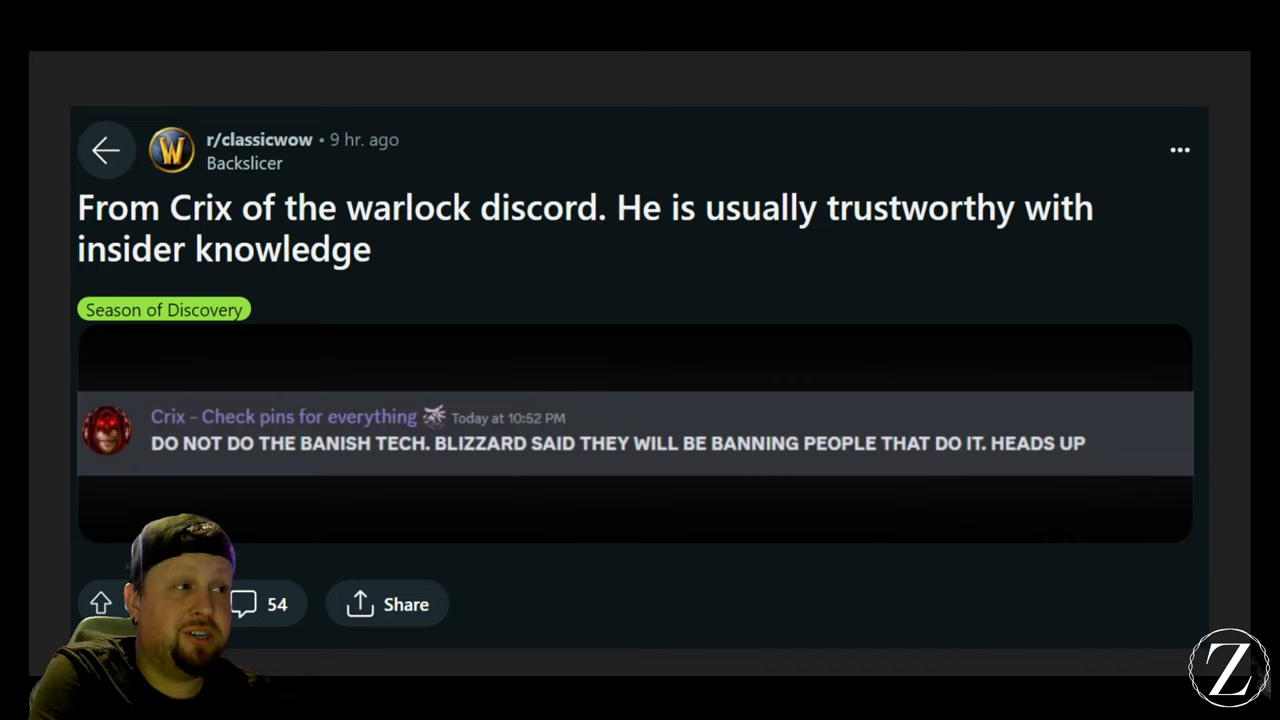 r/classicwow • 9 hr. ago
Backslicer
From Crix of the warlock discord. He is usually trustworthy with
insider knowledge
Season of Discovery
Crix - Check pins for everything Today at 10:52 PM
DO NOT DO THE BANISH TECH. BLIZZARD SAID THEY WILL BE BANNING PEOPLE THAT DO IT. HEADS UP
54 Share
Z